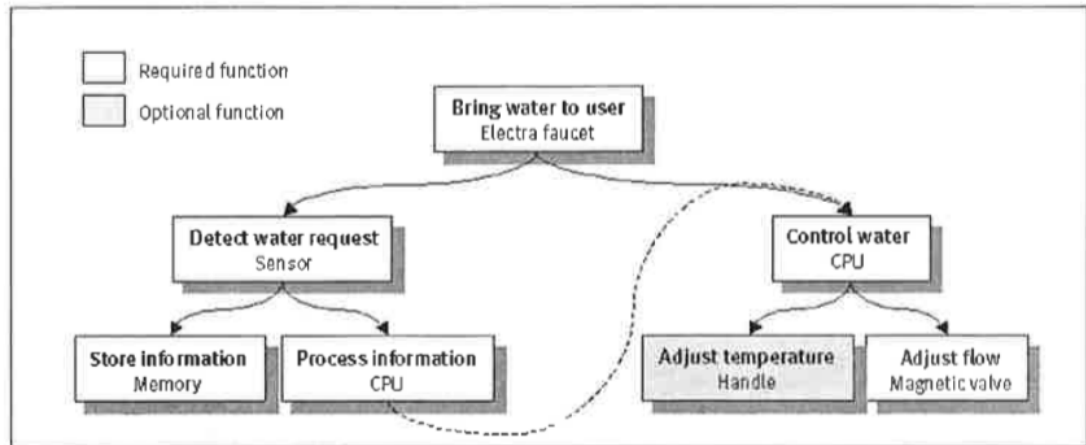 Required function
Optional function
Bring water to user
Electra faucet
Detect water request
Sensor
Control water
CPU
Store information
Memory
Process information
CPU
Adjust temperature
Handle
Adjust flow
Magnetic valve